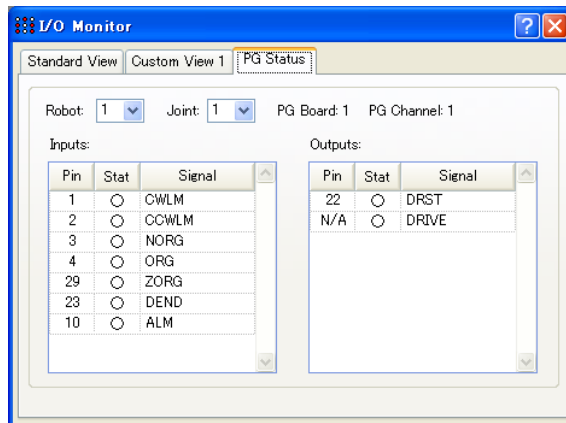 I/O Monitor
Standard View Custom View 1 PG Status
Robot: 1 Joint: 1 PG Board: 1 PG Channel: 1
Inputs: Outputs:
Pin Stat Signal Pin Stat Signal
1 CWLM 22 DRST
2 CCWLM N/A DRIVE
3 NORG
4 ORG
29 ZORG
23 DEND
10 ALM